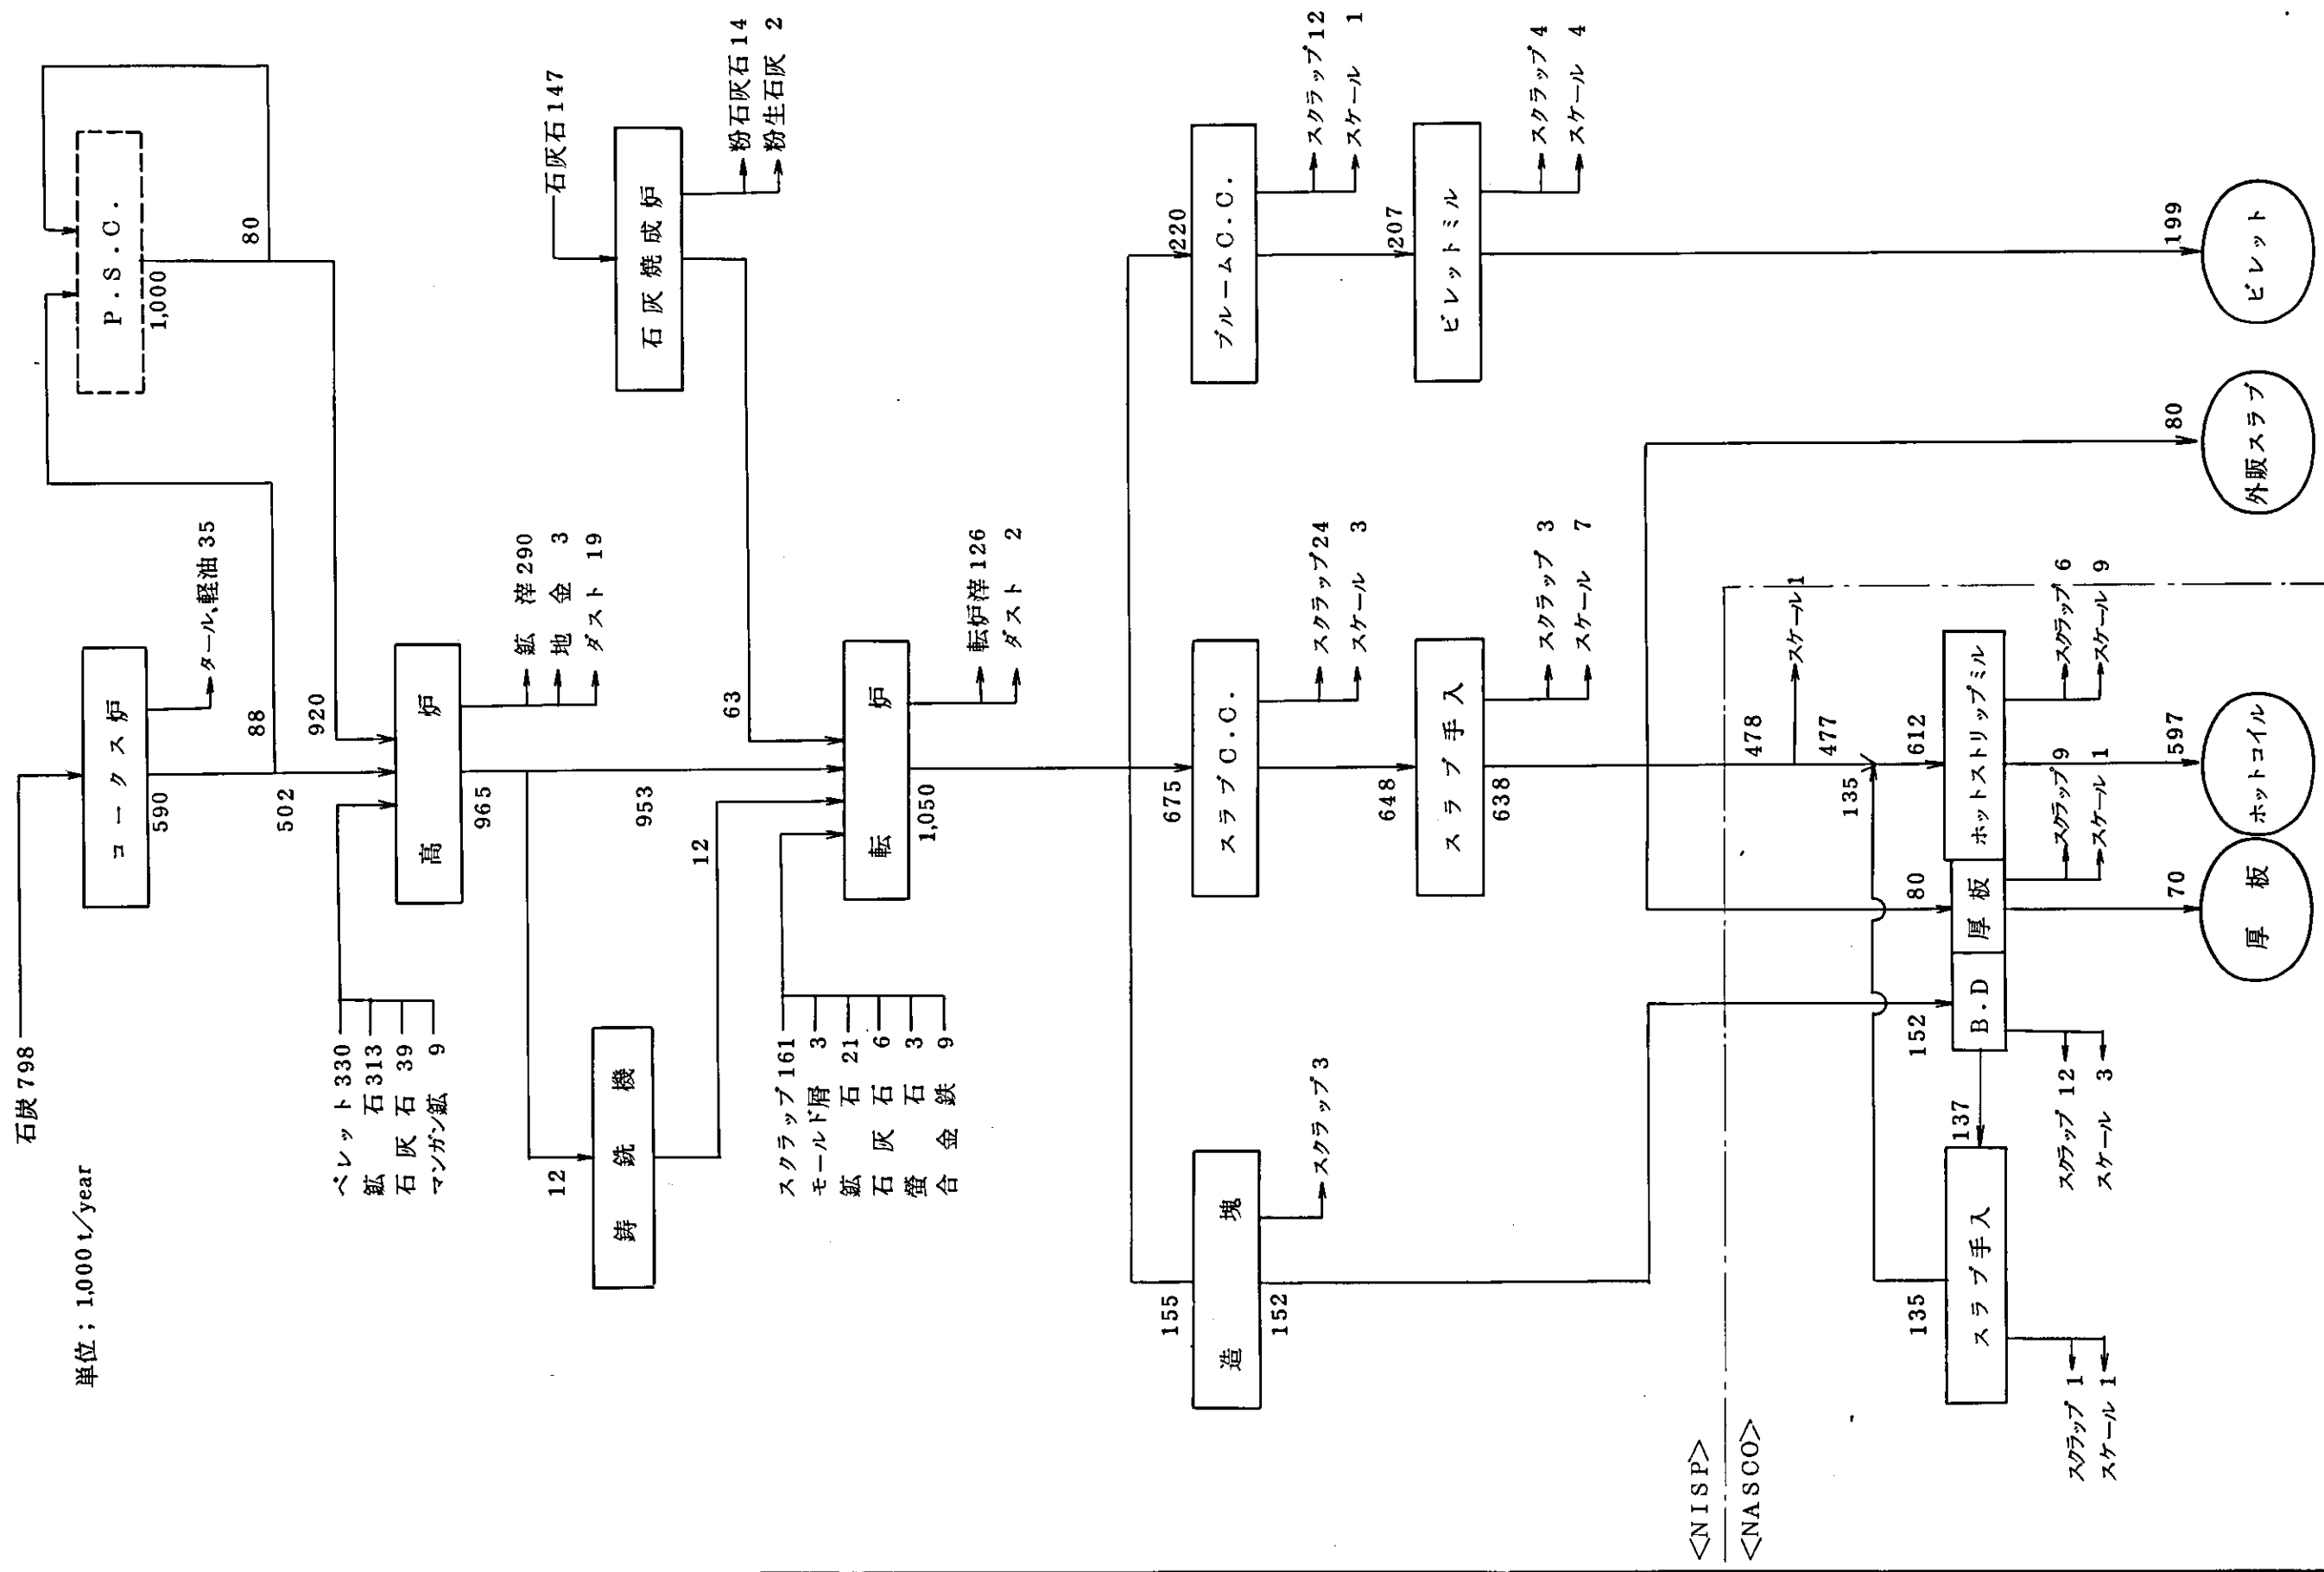 単位；1,000 t／year
石炭 798
コークス炉
590
タール、軽油 35
88
502
P.S.C.
1,000
80
920
ペレット 330
鉱石 313
石灰石 39
マンガン鉱 9
高炉
965
鉱滓 290
地金 3
ダスト 19
953
12
鋳銑機
12
石灰石 147
石灰焼成炉
粉石灰石 14
粉生石灰 2
63
スクラップ 161
モールド屑 3
鉱石 21
石灰石 6
螢石 3
合金鉄 9
転炉
1,050
転炉滓 126
ダスト 2
155
造塊
152
スクラップ 3
675
スラブC.C.
スクラップ 24
スケール 3
648
スラブ手入
638
スクラップ 3
スケール 7
220
ブルームC.C.
スクラップ 12
スケール 1
207
ビレットミル
スクラップ 4
スケール 4
<NISP>
<NASCO>
478
スケール 1
477
135
612
135
スラブ手入
スクラップ 1
スケール 1
137
152
B.D
スクラップ 12
スケール 3
80
厚板
スクラップ 9
スケール 1
ホットストリップミル
スクラップ 6
スケール 9
70
厚板
597
ホットコイル
80
外販スラブ
199
ビレット